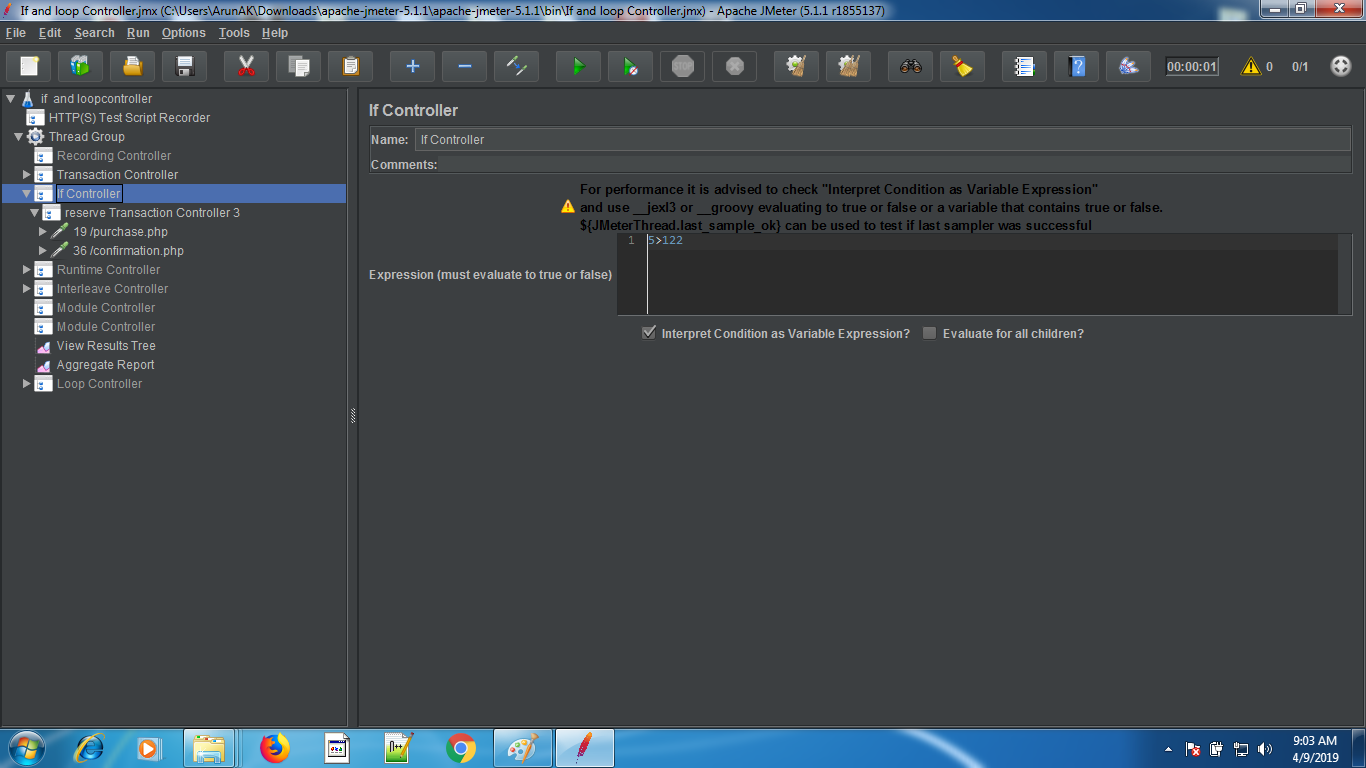 If and loop Controller.jmx (C:\Users\ArunAK\Downloads\apache-jmeter-5.1.1\apache-jmeter-5.1.1\bin\If and loop Controller.jmx) - Apache JMeter (5.1.1 r1855137)
File Edit Search Run Options Tools Help
STOP 00:00:01 0 0/1
if and loopcontroller
HTTP(S) Test Script Recorder
Thread Group
Recording Controller
Transaction Controller
If Controller
reserve Transaction Controller 3
19 /purchase.php
36 /confirmation.php
Runtime Controller
Interleave Controller
Module Controller
Module Controller
View Results Tree
Aggregate Report
Loop Controller
If Controller
Name: If Controller
Comments:
For performance it is advised to check "Interpret Condition as Variable Expression"
and use __jexl3 or __groovy evaluating to true or false or a variable that contains true or false.
${JMeterThread.last_sample_ok} can be used to test if last sampler was successful
1 5>122
Expression (must evaluate to true or false)
Interpret Condition as Variable Expression? Evaluate for all children?
9:03 AM
4/9/2019